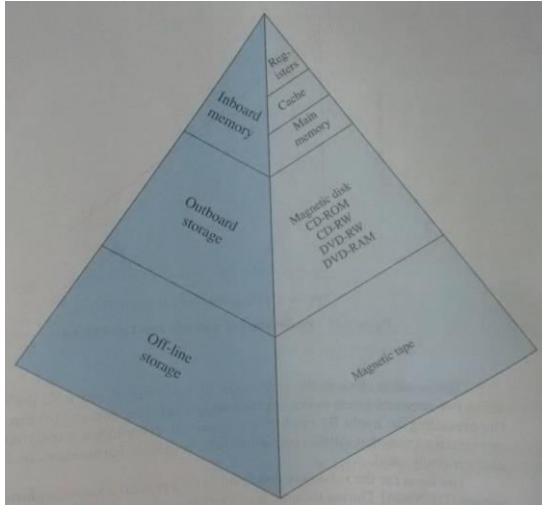 Inboard
memory
Reg-
isters
Cache
Main
memory
Outboard
storage
Magnetic disk
CD-ROM
CD-RW
DVD-RW
DVD-RAM
Off-line
storage
Magnetic tape